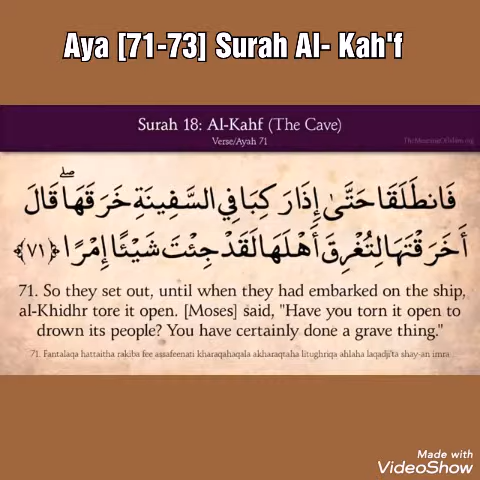 Aya [71-73] Surah Al- Kah'f
Surah 18: Al-Kahf (The Cave)
Verse/Ayah 71
TheMeaningOfIslam.org
فَانطَلَقَا حَتَّىٰ إِذَا رَكِبَا فِي السَّفِينَةِ خَرَقَهَا ۖ قَالَ
أَخَرَقْتَهَا لِتُغْرِقَ أَهْلَهَا لَقَدْ جِئْتَ شَيْئًا إِمْرًا ﴿٧١﴾
71. So they set out, until when they had embarked on the ship,
al-Khidhr tore it open. [Moses] said, "Have you torn it open to
drown its people? You have certainly done a grave thing."
71. Fantalaqa hattaitha rakiba fee assafeenati kharaqahaqala akharaqtaha litughriqa ahlaha laqadji/ta shay-an imra
Made with
VideoShow